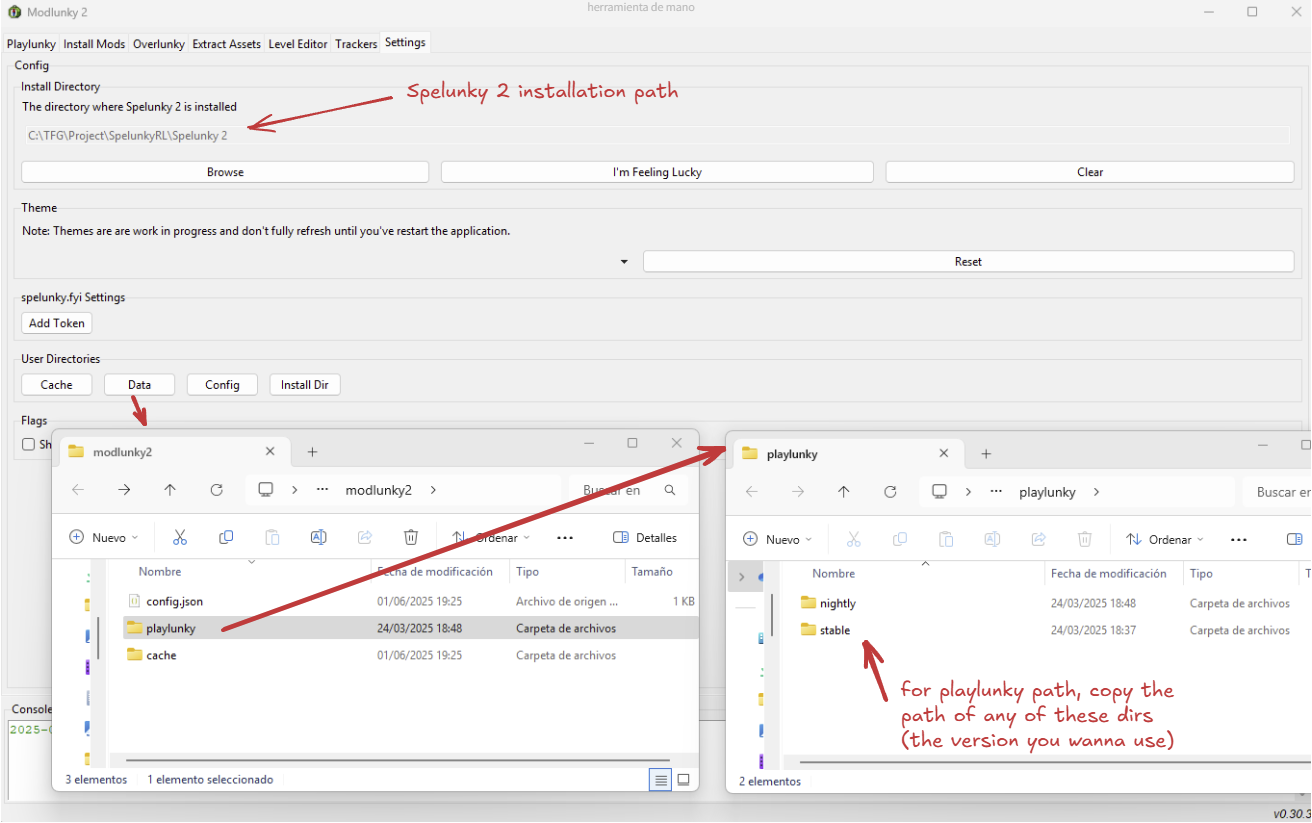 herramienta de mano
Modlunky 2
Playlunky Install Mods Overlunky Extract Assets Level Editor Trackers Settings
Config
Install Directory
Spelunky 2 installation path
The directory where Spelunky 2 is installed
C:\TFG\Project\SpelunkyRL\Spelunky 2
Browse I'm Feeling Lucky Clear
Theme
Note: Themes are are work in progress and don't fully refresh until you've restart the application.
Reset
spelunky.fyi Settings
Add Token
User Directories
Cache Data Config Install Dir
Flags
Sh
modlunky2
modlunky2
Buscar en
Nuevo Ordenar Detalles
Nombre Fecha de modificación Tipo Tamaño
config.json 01/06/2025 19:25 Archivo de origen ... 1 KB
playlunky 24/03/2025 18:48 Carpeta de archivos
cache 01/06/2025 19:25 Carpeta de archivos
3 elementos 1 elemento seleccionado
playlunky
playlunky
Buscar en
Nuevo Ordenar
Nombre Fecha de modificación Tipo T
nightly 24/03/2025 18:48 Carpeta de archivos
stable 24/03/2025 18:37 Carpeta de archivos
for playlunky path, copy the
path of any of these dirs
(the version you wanna use)
2 elementos
Console
2025-0
v0.30.3